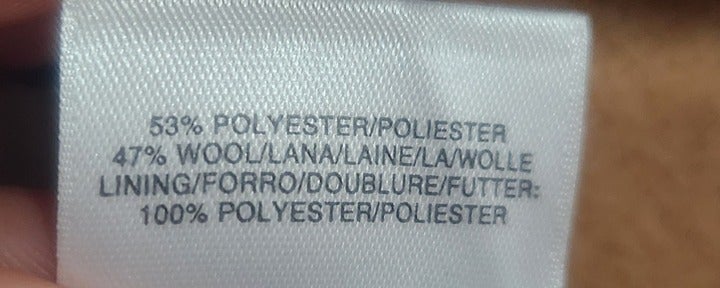 53% POLYESTER/POLIESTER
47% WOOL/LANA/LAINE/LA/WOLLE
LINING/FORRO/DOUBLURE/FUTTER:
100% POLYESTER/POLIESTER